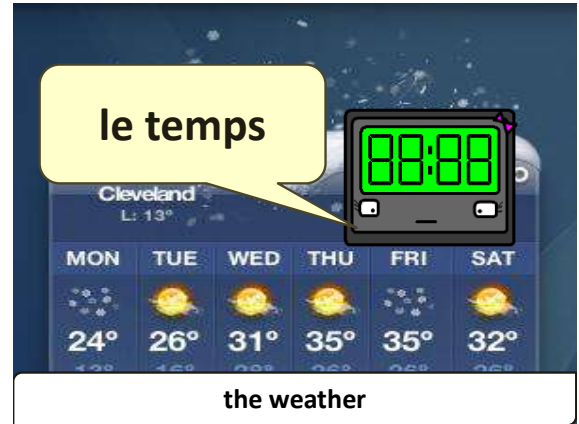 le temps
88:88
Cleveland
L: 13°
MON TUE WED THU FRI SAT
24° 26° 31° 35° 35° 32°
the weather